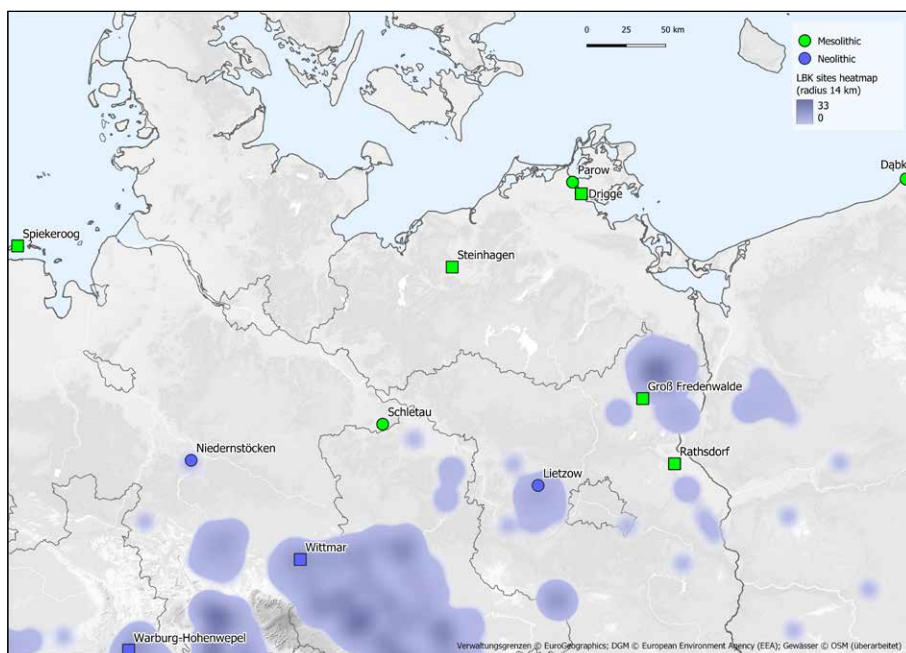 0 25 50 km
Mesolithic
Neolithic
LBK sites heatmap
(radius 14 km)
33
0
Parow
Dąbk
Drigge
Spiekeroog
Steinhagen
Groß Fredenwalde
Schletau
Niedernstöcken
Rathsdorf
Lietzow
Wittmar
Warburg-Hohenwepel
Verwaltungsgrenzen © EuroGeographics; DGM © European Environment Agency (EEA); Gewässer © OSM (überarbeitet)